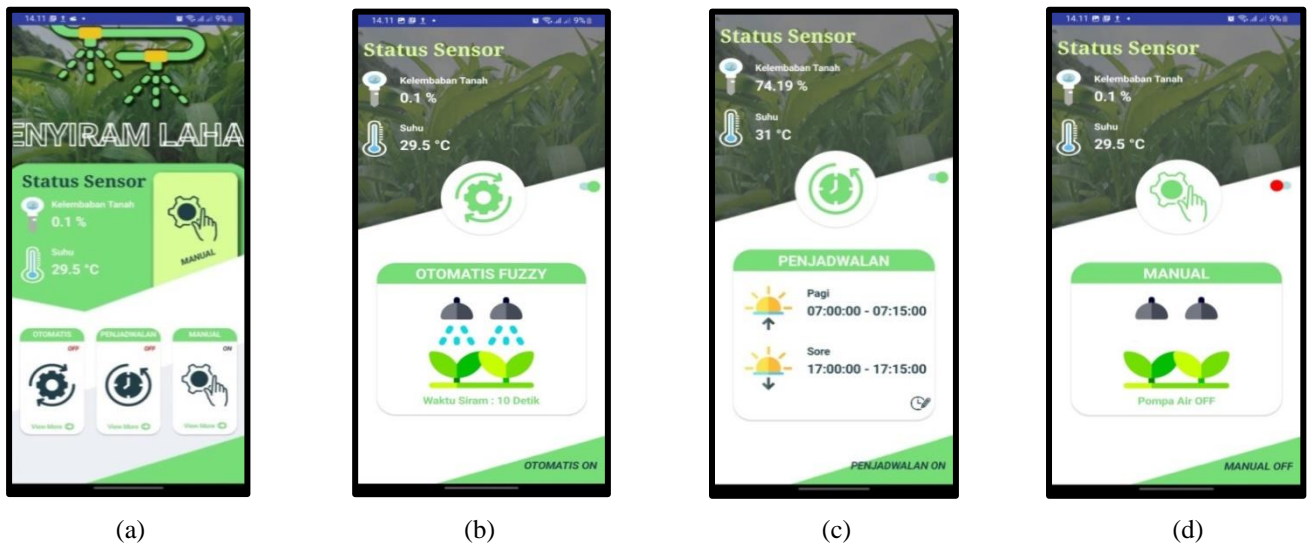 14.11 9%
ENYIRAM LAHA
Status Sensor
Kelembaban Tanah
0.1 %
Suhu
29.5 °C
MANUAL
OTOMATIS PENJADWALAN MANUAL
OFF OFF ON
View More View More View More
(a)
14.11 9%
Status Sensor
Kelembaban Tanah
0.1 %
Suhu
29.5 °C
OTOMATIS FUZZY
Waktu Siram : 10 Detik
OTOMATIS ON
(b)
Status Sensor
Kelembaban Tanah
74.19 %
Suhu
31 °C
PENJADWALAN
Pagi
07:00:00 - 07:15:00
Sore
17:00:00 - 17:15:00
PENJADWALAN ON
(c)
14.11 9%
Status Sensor
Kelembaban Tanah
0.1 %
Suhu
29.5 °C
MANUAL
Pompa Air OFF
MANUAL OFF
(d)